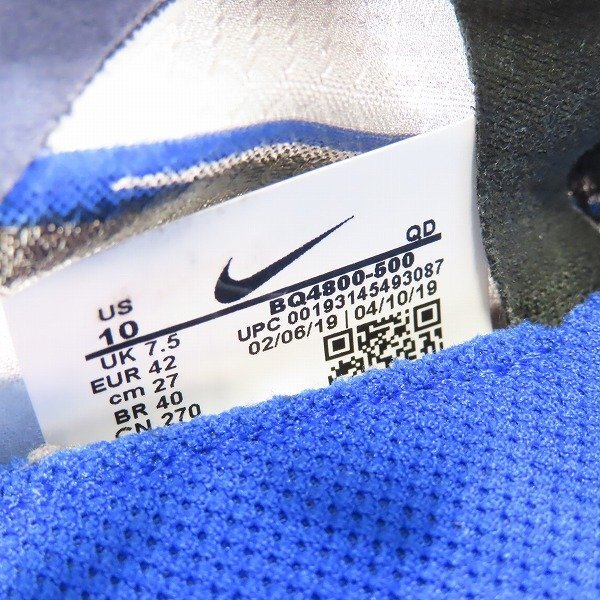 US
10
UK 7.5
EUR 42
cm 27
BR 40
CN 270
QD
BQ4800-500
UPC 00193145493087
02/06/19 | 04/10/19